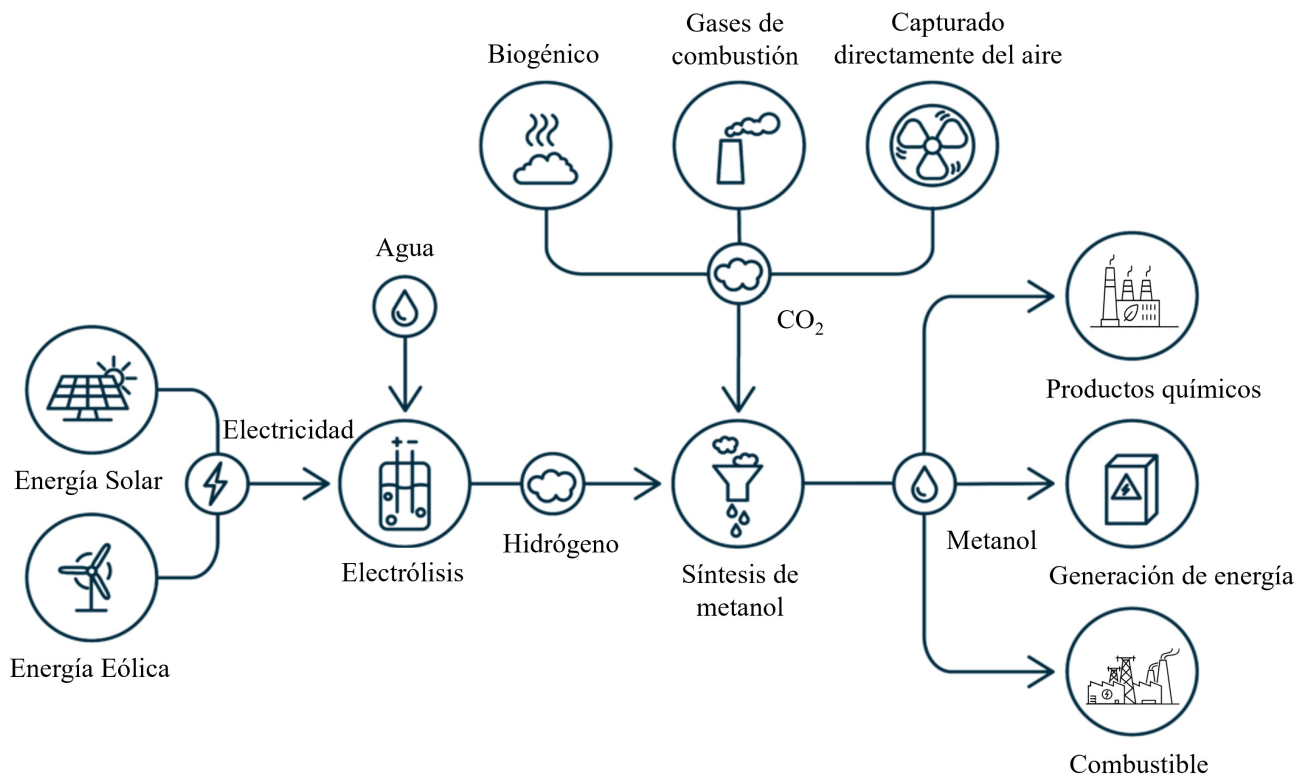 Biogénico
Gases de
combustión
Capturado
directamente del aire
Agua
CO₂
Productos químicos
Electricidad
Energía Solar
Hidrógeno
Metanol
Electrólisis
Síntesis de
metanol
Generación de energía
Energía Eólica
Combustible